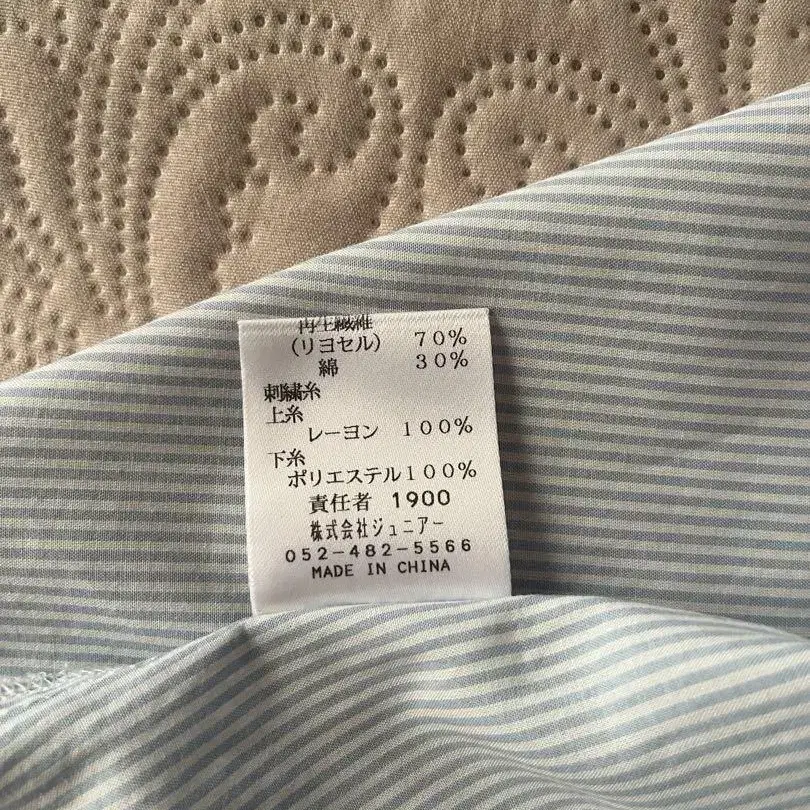 再生繊維
（リヨセル） 70%
綿 30%
刺繍糸
上糸
レーヨン 100%
下糸
ポリエステル100%
責任者 1900
株式会社ジュニアー
052-482-5566
MADE IN CHINA